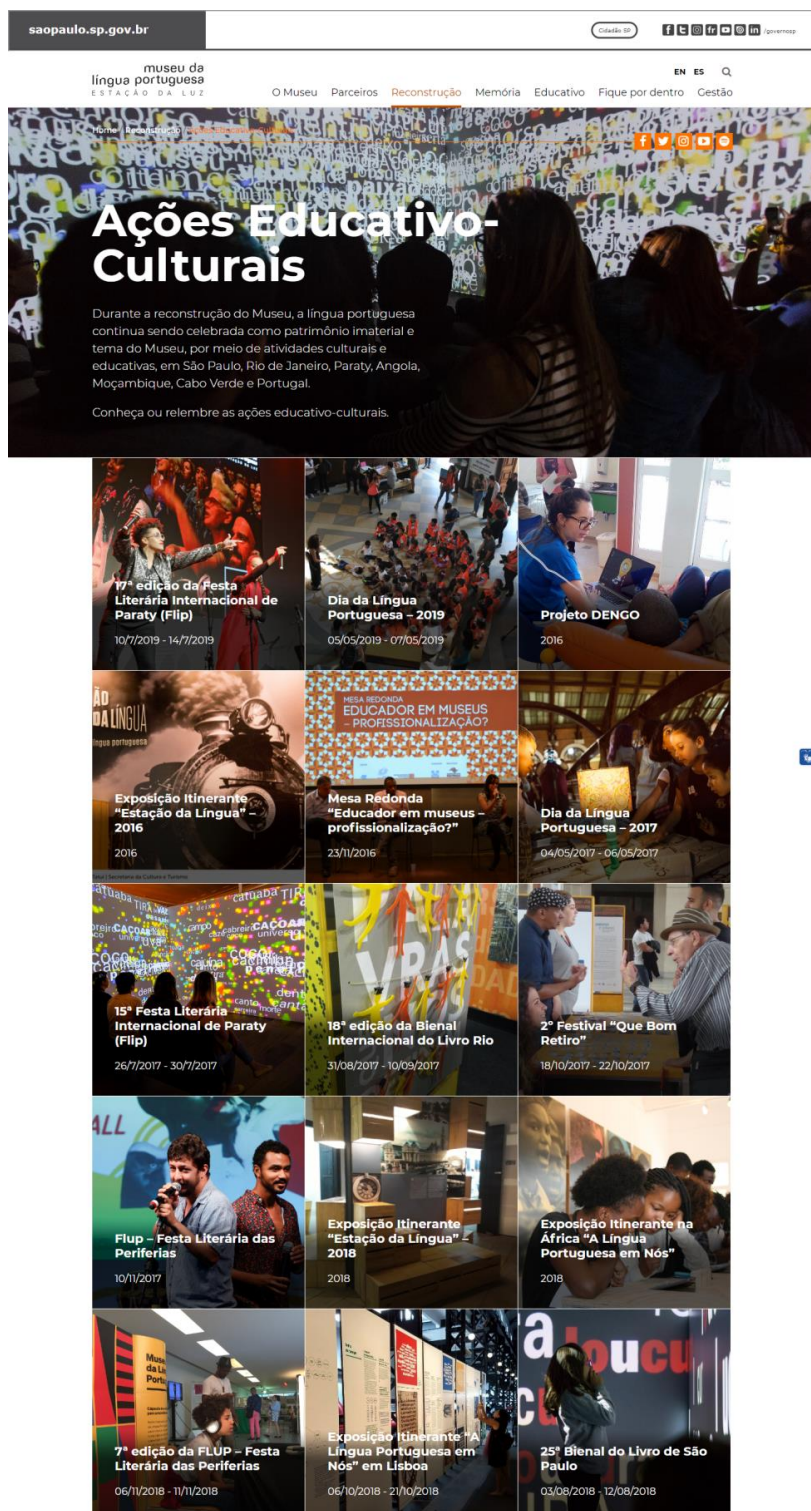 saopaulo.sp.gov.br
Cidadão SP
/governosp
museu da
língua portuguesa
ESTAÇÃO DA LUZ
EN ES
O Museu Parceiros Reconstrução Memória Educativo Fique por dentro Gestão
Home Reconstrução
Ações Educativo-
Culturais
Durante a reconstrução do Museu, a língua portuguesa
continua sendo celebrada como patrimônio imaterial e
tema do Museu, por meio de atividades culturais e
educativas, em São Paulo, Rio de Janeiro, Paraty, Angola,
Moçambique, Cabo Verde e Portugal.
Conheça ou relembre as ações educativo-culturais.
17ª edição da Festa
Literária Internacional de
Paraty (Flip)
10/7/2019 - 14/7/2019
Dia da Língua
Portuguesa – 2019
05/05/2019 - 07/05/2019
Projeto DENGO
2016
ÃO
DA LÍNGUA
língua portuguesa
Exposição Itinerante
“Estação da Língua” –
2016
2016
MESA REDONDA
EDUCADOR EM MUSEUS
– PROFISSIONALIZAÇÃO?
Mesa Redonda
“Educador em museus –
profissionalização?”
23/11/2016
Dia da Língua
Portuguesa – 2017
04/05/2017 - 06/05/2017
15ª Festa Literária
Internacional de Paraty
(Flip)
26/7/2017 - 30/7/2017
VRAS
18ª edição da Bienal
Internacional do Livro Rio
31/08/2017 - 10/09/2017
2º Festival “Que Bom
Retiro”
18/10/2017 - 22/10/2017
ALL
Flup – Festa Literária das
Periferias
10/11/2017
Exposição Itinerante
“Estação da Língua” –
2018
2018
Exposição Itinerante na
África “A Língua
Portuguesa em Nós”
2018
Muse
da Lí
Portu
7ª edição da FLUP – Festa
Literária das Periferias
06/11/2018 - 11/11/2018
Exposição Itinerante “A
Língua Portuguesa em
Nós” em Lisboa
06/10/2018 - 21/10/2018
loucu
25ª Bienal do Livro de São
Paulo
03/08/2018 - 12/08/2018